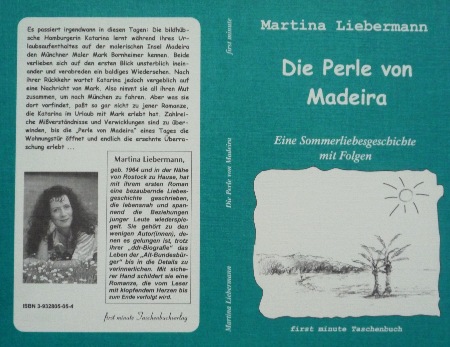 Es passiert irgendwo in diesen Tagen: Die bildhüb-
sche Hamburgerin Katarina lernt während ihres Ur-
laubsaufenthaltes auf der malerischen Insel Madeira
den Münchner Maler Mark Bornheimer kennen. Beide
verlieben sich auf den ersten Blick unsterblich inein-
ander und verabreden ein baldiges Wiedersehen. Nach
ihrer Rückkehr wartet Katarina jedoch vergeblich auf
eine Nachricht von Mark. Also nimmt sie all ihren Mut
zusammen, um nach München zu fahren. Aber was sie
dort vorfindet, paßt so gar nicht zu jener Romanze,
die Katarina im Urlaub mit Mark erlebt hat. Zahlrei-
che Mißverständnisse und Verwicklungen sind zu über-
winden, bis die „Perle von Madeira" eines Tages die
Wohnungstür öffnet und endlich die ersehnte Überra-
schung erlebt ...
Martina Liebermann,
geb. 1964 und in der Nähe
von Rostock zu Hause, hat
mit ihrem ersten Roman
eine bezaubernde Liebes-
geschichte geschrieben,
die lebensnah und span-
nend die Beziehungen
junger Leute widerspie-
gelt. Sie gehört zu den
wenigen Autor(innen), de-
nen es gelungen ist, trotz
ihrer „ddr-Biografie" das
Leben der „Alt-Bundesbür-
ger" bis in die Details zu
verinnerlichen. Mit siche-
rer Hand schildert sie eine
Romanze, die vom Leser
mit klopfendem Herzen bis
zum Ende verfolgt wird.
ISBN 3-932805-05-4
first minute Taschenbuchverlag
first minute
Die Perle von Madeira
Martina Liebermann
Martina Liebermann
Die Perle von
Madeira
Eine Sommerliebesgeschichte
mit Folgen
first minute Taschenbuch